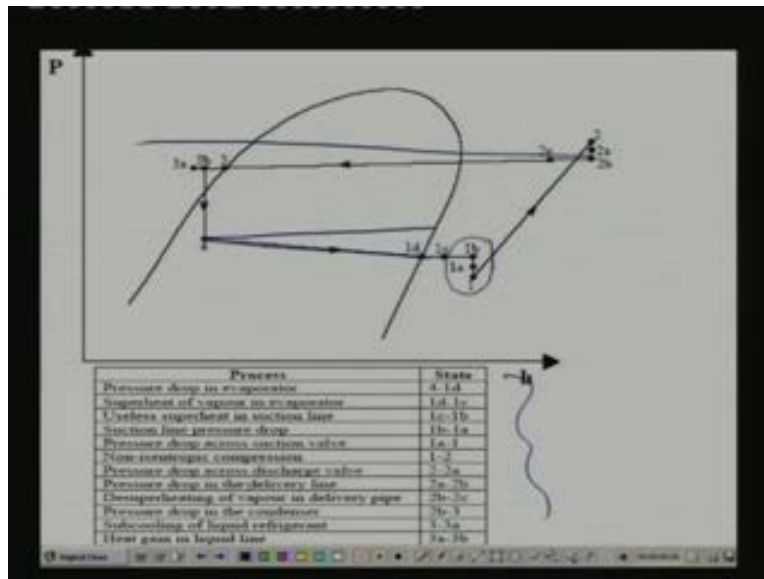 P
2
2c
2a
2b
3a 3b 3
4
1d 1c 1b
1a
1
h
Process State
Pressure drop in evaporator 4-1d
Superheat of vapour in evaporator 1d-1c
Useless superheat in suction line 1c-1b
Suction line pressure drop 1b-1a
Pressure drop across suction valve 1a-1
Non-isentropic compression 1-2
Pressure drop across discharge valve 2-2a
Pressure drop in the delivery line 2a-2b
Desuperheating of vapour in delivery pipe 2b-2c
Pressure drop in the condenser 2b-3
Subcooling of liquid refrigerant 3-3a
Heat gain in liquid line 3a-3b